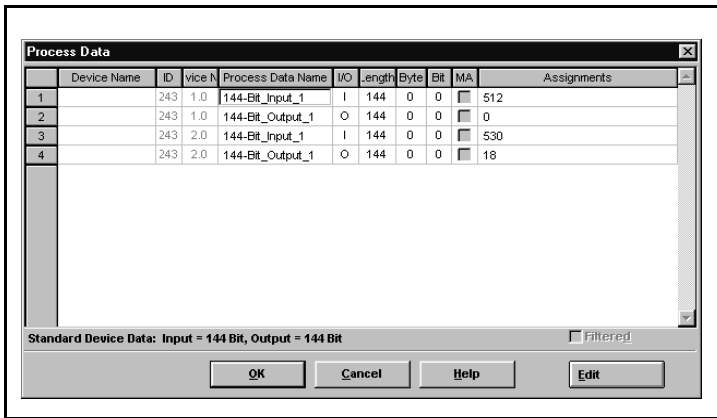 Process Data
Device Name ID vice N Process Data Name I/O Length Byte Bit MA Assignments
1 243 1.0 144-Bit_Input_1 I 144 0 0 512
2 243 1.0 144-Bit_Output_1 O 144 0 0 0
3 243 2.0 144-Bit_Input_1 I 144 0 0 530
4 243 2.0 144-Bit_Output_1 O 144 0 0 18
Standard Device Data: Input = 144 Bit, Output = 144 Bit Filtered
OK Cancel Help Edit